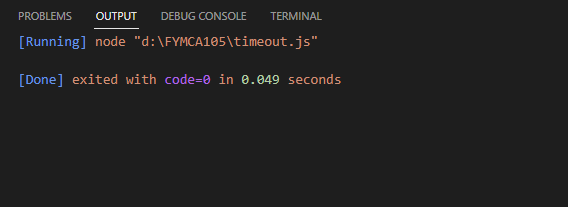 PROBLEMS OUTPUT DEBUG CONSOLE TERMINAL
[Running] node "d:\FYMCA105\timeout.js"
[Done] exited with code=0 in 0.049 seconds